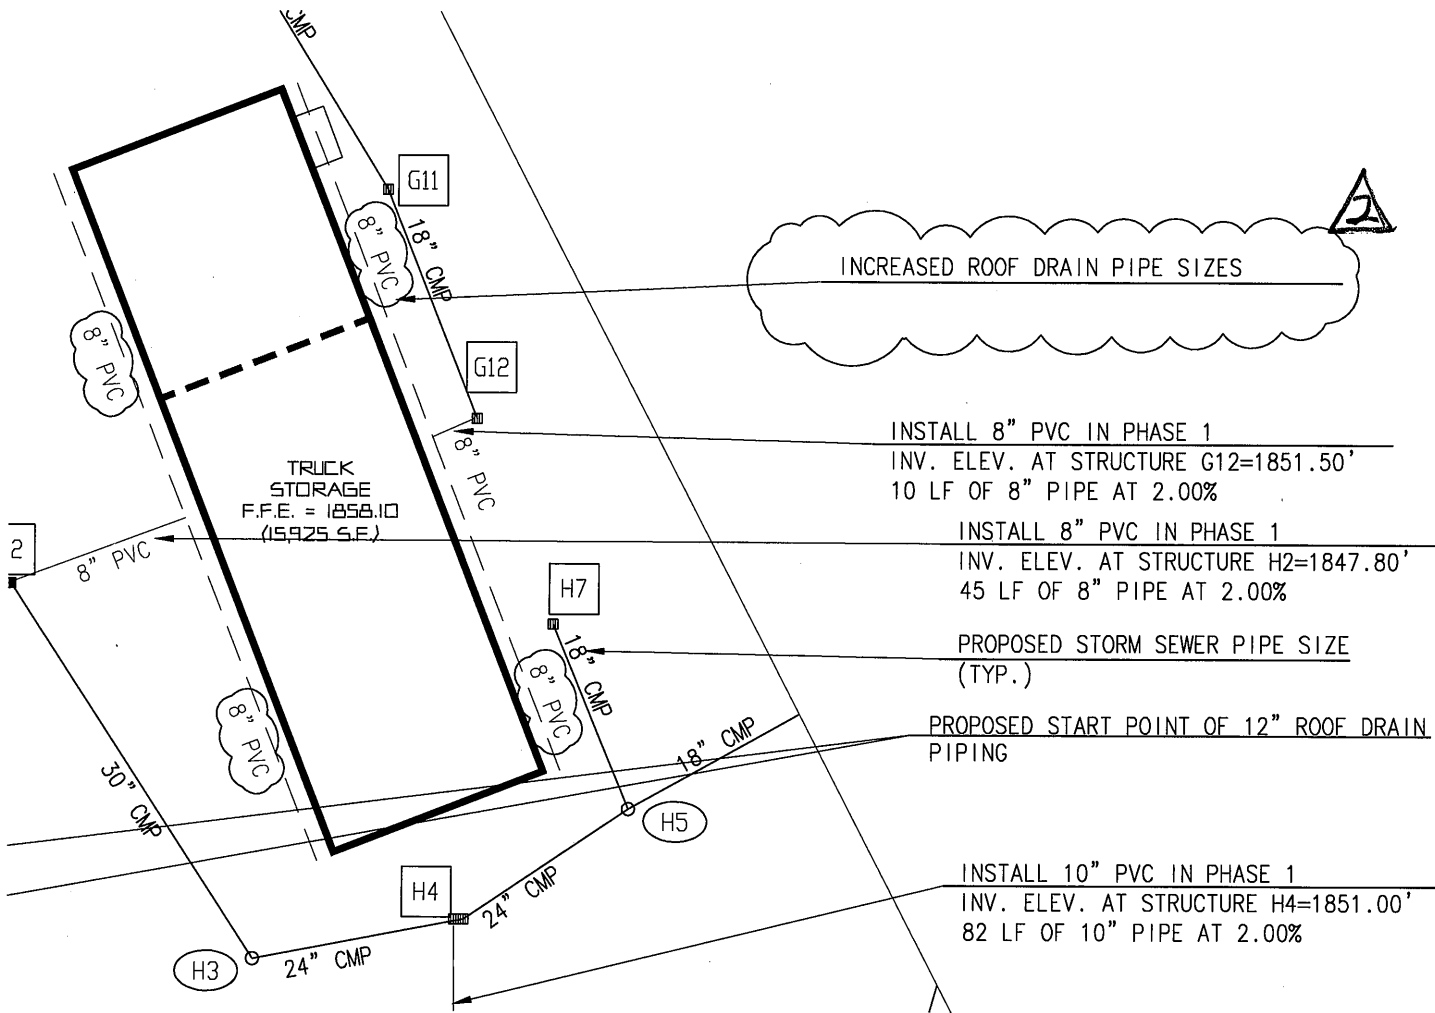 CMP
G11
8" PVC
18" CMP
2
INCREASED ROOF DRAIN PIPE SIZES
8" PVC
G12
INSTALL 8" PVC IN PHASE 1
INV. ELEV. AT STRUCTURE G12=1851.50'
10 LF OF 8" PIPE AT 2.00%
8" PVC
TRUCK
STORAGE
F.F.E. = 1858.10
(15,925 S.F.)
2
8" PVC
INSTALL 8" PVC IN PHASE 1
INV. ELEV. AT STRUCTURE H2=1847.80'
45 LF OF 8" PIPE AT 2.00%
H7
18" CMP
PROPOSED STORM SEWER PIPE SIZE
(TYP.)
8" PVC
8" PVC
18" CMP
PROPOSED START POINT OF 12" ROOF DRAIN
PIPING
30" CMP
H5
H4
24" CMP
INSTALL 10" PVC IN PHASE 1
INV. ELEV. AT STRUCTURE H4=1851.00'
82 LF OF 10" PIPE AT 2.00%
H3
24" CMP